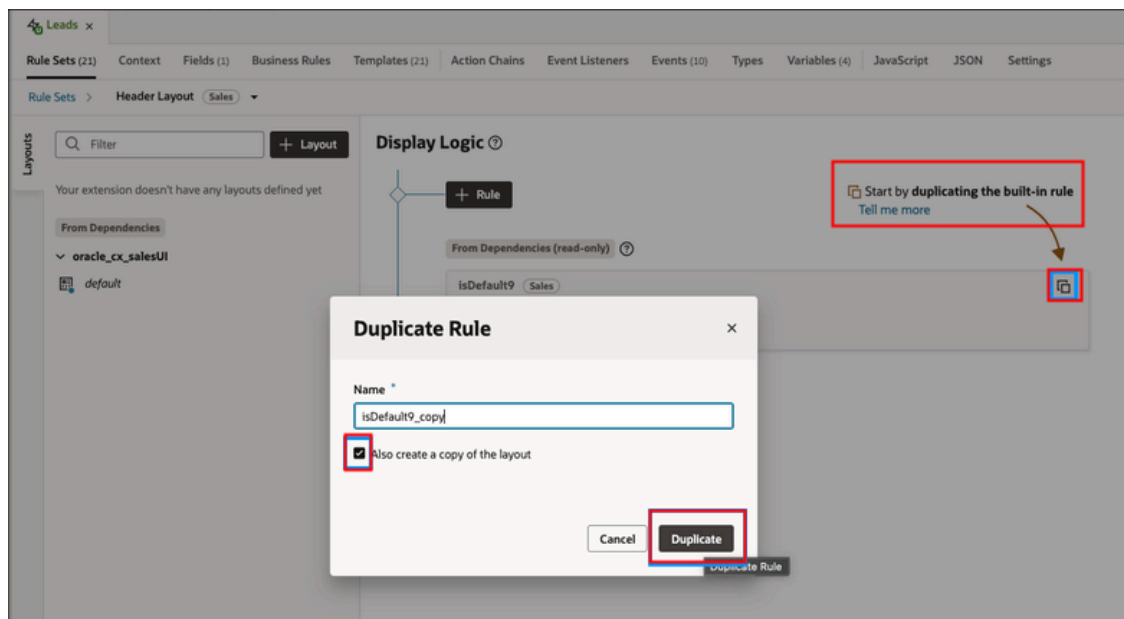 Leads ×
Rule Sets (21) Context Fields (1) Business Rules Templates (21) Action Chains Event Listeners Events (10) Types Variables (4) JavaScript JSON Settings
Rule Sets > Header Layout Sales
Layouts
Filter
+ Layout
Your extension doesn't have any layouts defined yet
From Dependencies
oracle_cx_salesUI
default
Display Logic ?
+ Rule
Start by duplicating the built-in rule
Tell me more
From Dependencies (read-only) ?
isDefault9 Sales
Duplicate Rule ×
Name *
isDefault9_copy
Also create a copy of the layout
Cancel Duplicate
Duplicate Rule